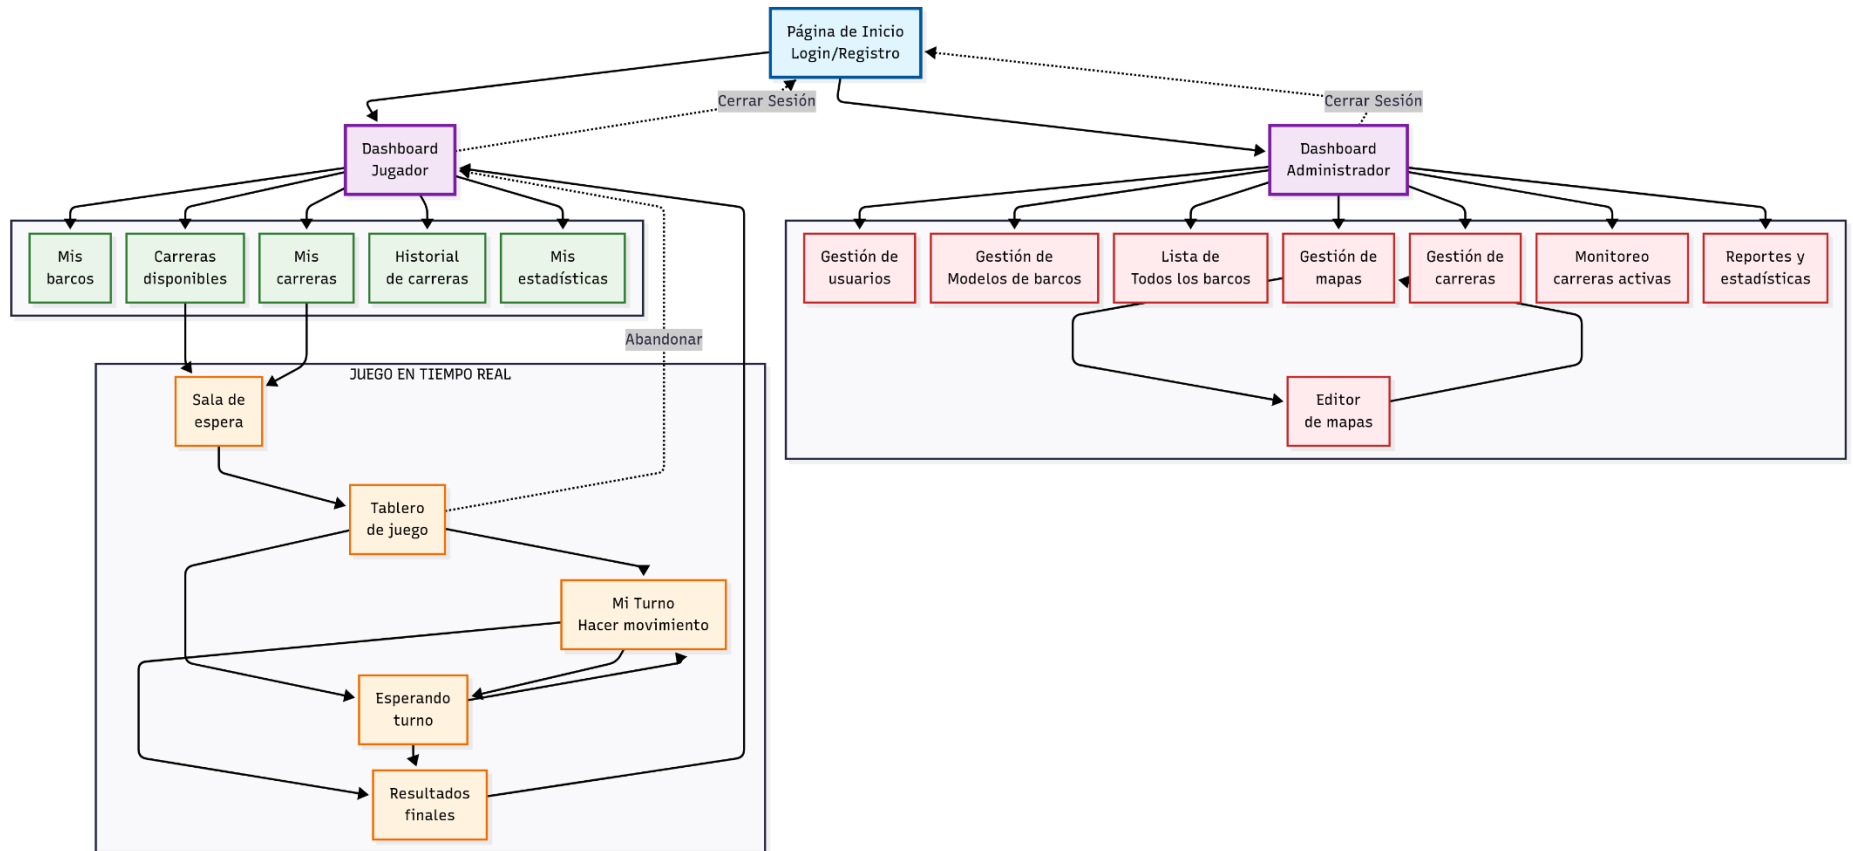 Página de Inicio
Login/Registro
Cerrar Sesión
Cerrar Sesión
Dashboard
Jugador
Dashboard
Administrador
Mis
barcos
Carreras
disponibles
Mis
carreras
Historial
de carreras
Mis
estadísticas
Gestión de
usuarios
Gestión de
Modelos de barcos
Lista de
Todos los barcos
Gestión de
mapas
Gestión de
carreras
Monitoreo
carreras activas
Reportes y
estadísticas
Abandonar
JUEGO EN TIEMPO REAL
Sala de
espera
Editor
de mapas
Tablero
de juego
Mi Turno
Hacer movimiento
Esperando
turno
Resultados
finales